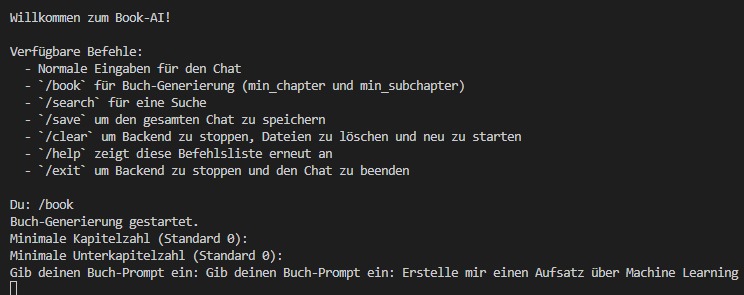 Willkommen zum Book-AI!
Verfügbare Befehle:
- Normale Eingaben für den Chat
- `/book` für Buch-Generierung (min_chapter und min_subchapter)
- `/search` für eine Suche
- `/save` um den gesamten Chat zu speichern
- `/clear` um Backend zu stoppen, Dateien zu löschen und neu zu starten
- `/help` zeigt diese Befehlsliste erneut an
- `/exit` um Backend zu stoppen und den Chat zu beenden
Du: /book
Buch-Generierung gestartet.
Minimale Kapitelzahl (Standard 0):
Minimale Unterkapitelzahl (Standard 0):
Gib deinen Buch-Prompt ein: Gib deinen Buch-Prompt ein: Erstelle mir einen Aufsatz über Machine Learning